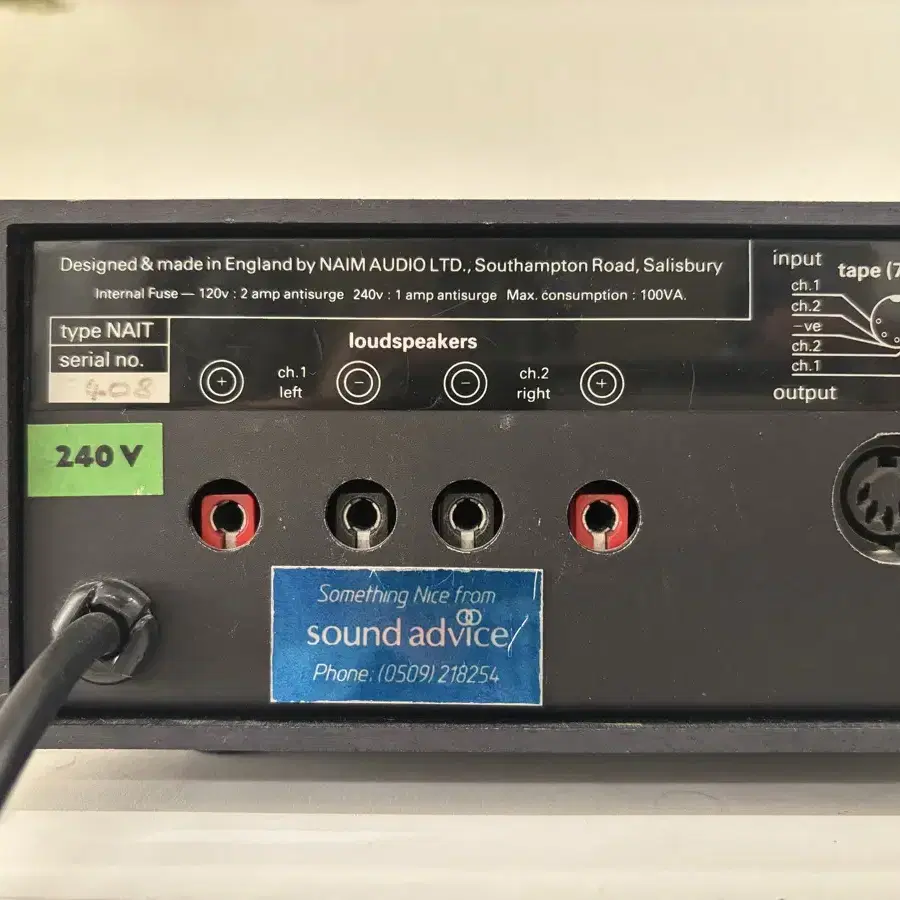 Designed & made in England by NAIM AUDIO LTD., Southampton Road, Salisbury
Internal Fuse — 120v : 2 amp antisurge 240v : 1 amp antisurge Max. consumption : 100VA.
type NAIT
serial no.
loudspeakers
+
ch.1
left
−
−
ch.2
right
+
input
tape (7
ch.1
ch.2
–ve
ch.2
ch.1
output
240 V
Something Nice from
sound advice
Phone: (0509) 218254